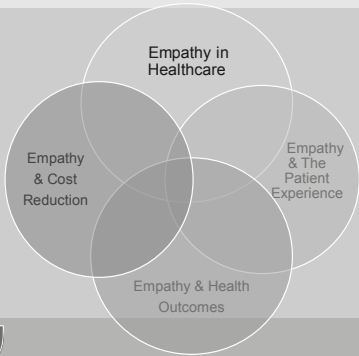 Empathy in
Healthcare
Empathy
& Cost
Reduction
Empathy
& The
Patient
Experience
Empathy & Health
Outcomes